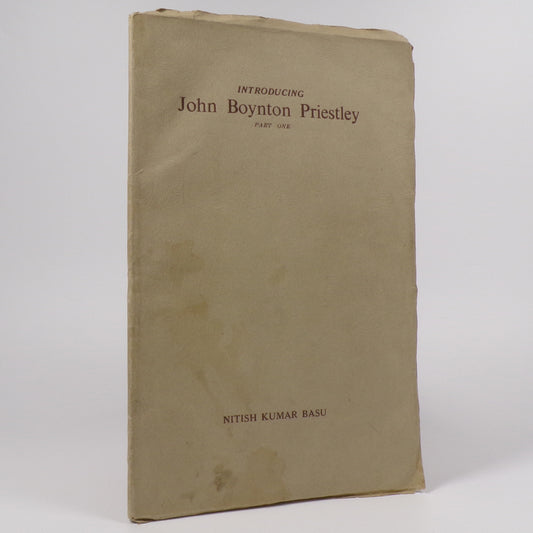 INTRODUCING
John Boynton Priestley
PART ONE
NITISH KUMAR BASU